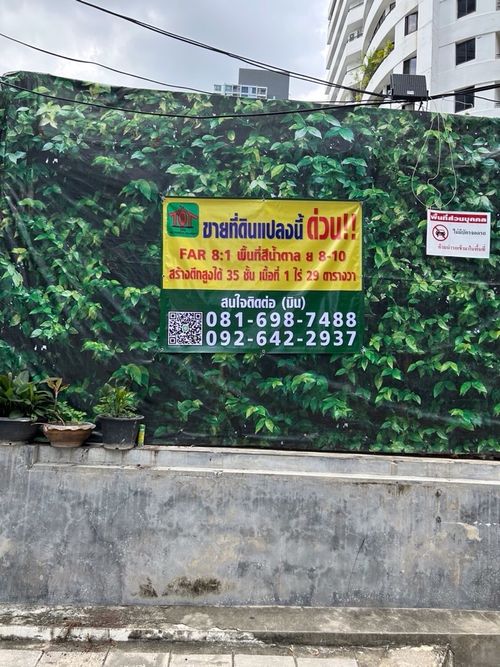 ขายที่ดินแปลงนี้ ด่วน!!
FAR 8:1 พื้นที่สีน้ำตาล ย 8-10
สร้างตึกสูงได้ 35 ชั้น เนื้อที่ 1 ไร่ 29 ตารางวา
สนใจติดต่อ (มิน)
081-698-7488
092-642-2937
พื้นที่ส่วนบุคคล